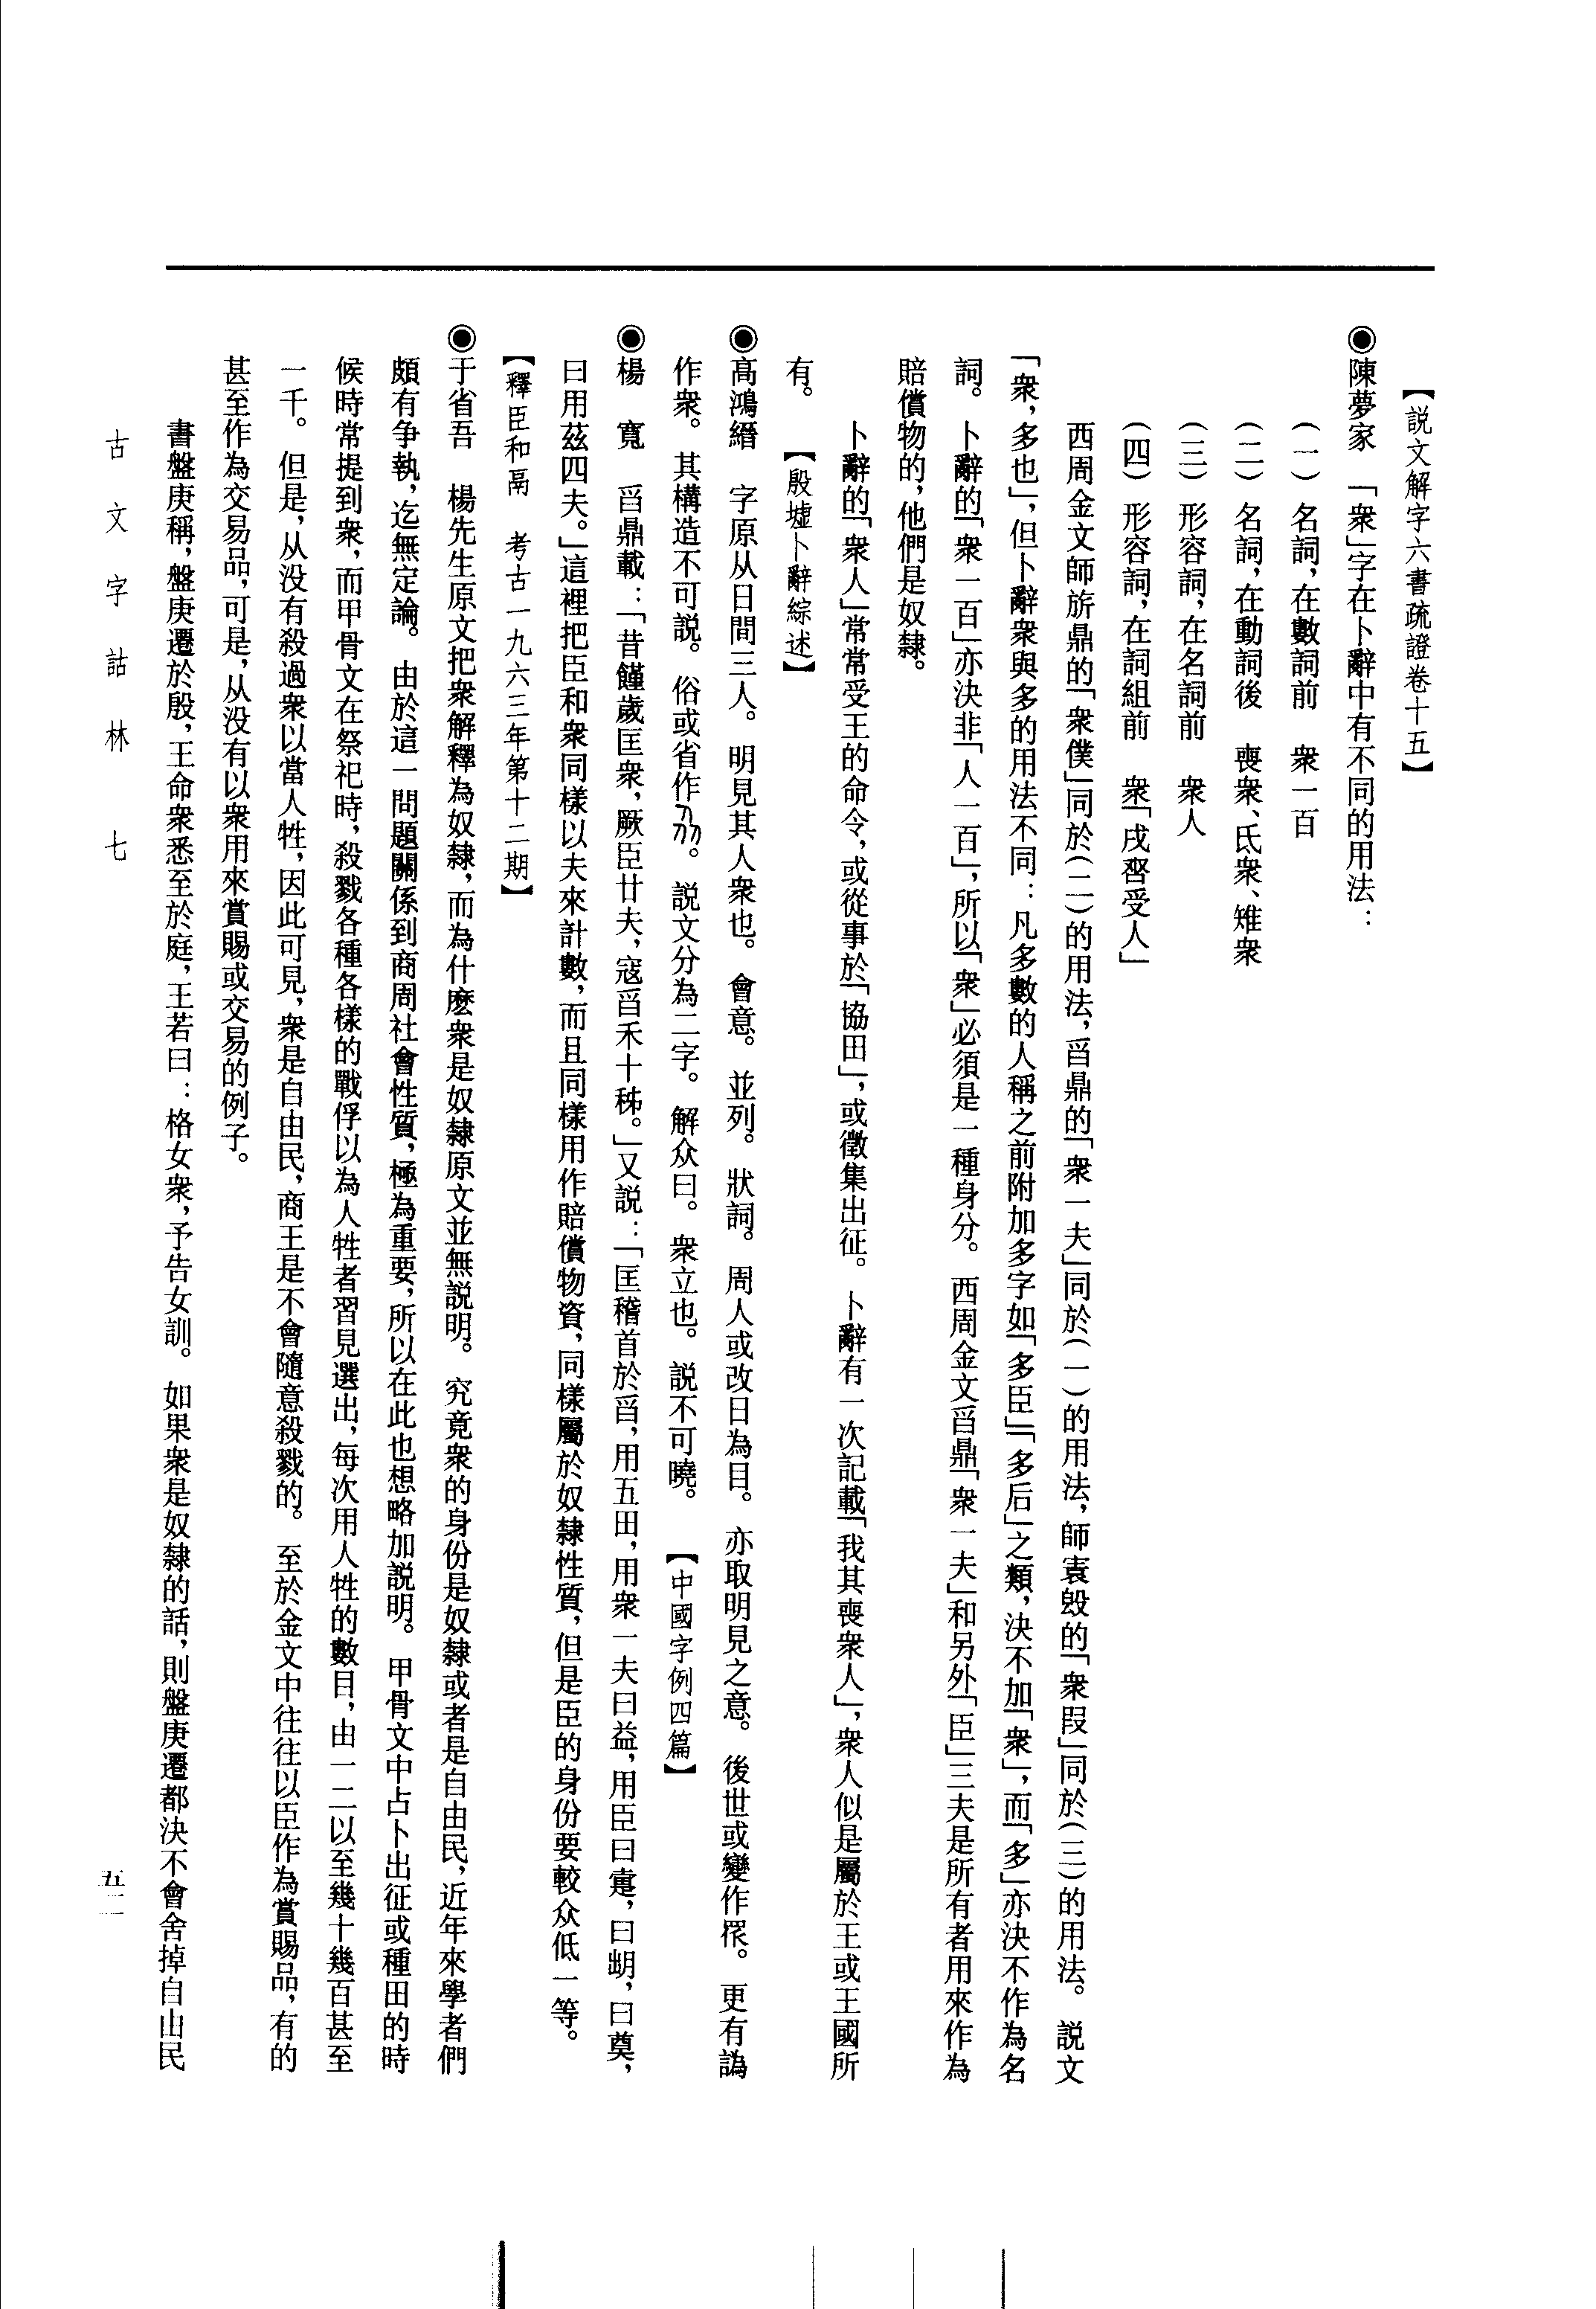 【説文解字六書疏證卷十五】
◉陳夢家　「衆」字在卜辭中有不同的用法：
（一）名詞，在數詞前　衆一百
（二）名詞，在動詞後　喪衆、氐衆、雉衆
（三）形容詞，在名詞前　衆人
（四）形容詞，在詞組前　衆「戌𠱠受人」
西周金文師旂鼎的「衆僕」同於（二）的用法，舀鼎的「衆一夫」同於（一）的用法，師㝨𣪘的「衆叚」同於（三）的用法。説文
「衆，多也」，但卜辭衆與多的用法不同：凡多數的人稱之前附加多字如「多臣」「多后」之類，決不加「衆」，而「多」亦決不作為名
詞。卜辭的「衆一百」亦決非「人一百」，所以「衆」必須是一種身分。西周金文舀鼎「衆一夫」和另外「臣」三夫是所有者用來作為
賠償物的，他們是奴隸。
卜辭的「衆人」常常受王的命令，或從事於「協田」，或徵集出征。卜辭有一次記載「我其喪衆人」，衆人似是屬於王或王國所
有。　【殷墟卜辭綜述】
◉高鴻縉　字原从日間三人。明見其人衆也。會意。並列。狀詞。周人或改日為目。亦取明見之意。後世或變作眾。更有譌
作衆。其構造不可説。俗或省作㐺。説文分為二字。解㐺曰。衆立也。説不可曉。　【中國字例四篇】
◉楊　寬　舀鼎載：「昔饉歲匡衆，厥臣廿夫，寇舀禾十秭。」又説：「匡稽首於舀，用五田，用衆一夫曰益，用臣曰疐，曰朏，曰奠，
曰用茲四夫。」這裡把臣和衆同樣以夫來計數，而且同樣用作賠償物資，同樣屬於奴隸性質，但是臣的身份要較众低一等。
【釋臣和鬲　考古一九六三年第十二期】
◉于省吾　楊先生原文把衆解釋為奴隸，而為什麽衆是奴隸原文並無説明。究竟衆的身份是奴隸或者是自由民，近年來學者們
頗有争執，迄無定論。由於這一問題關係到商周社會性質，極為重要，所以在此也想略加説明。甲骨文中占卜出征或種田的時
候時常提到衆，而甲骨文在祭祀時，殺戮各種各樣的戰俘以為人牲者習見選出，每次用人牲的數目，由一二以至幾十幾百甚至
一千。但是，从没有殺過衆以當人牲，因此可見，衆是自由民，商王是不會隨意殺戮的。至於金文中往往以臣作為賞賜品，有的
甚至作為交易品，可是，从没有以衆用來賞賜或交易的例子。
書盤庚稱，盤庚遷於殷，王命衆悉至於庭，王若曰：格女衆，予告女訓。如果衆是奴隸的話，則盤庚遷都決不會舍掉自由民
古文字詁林　七
五二